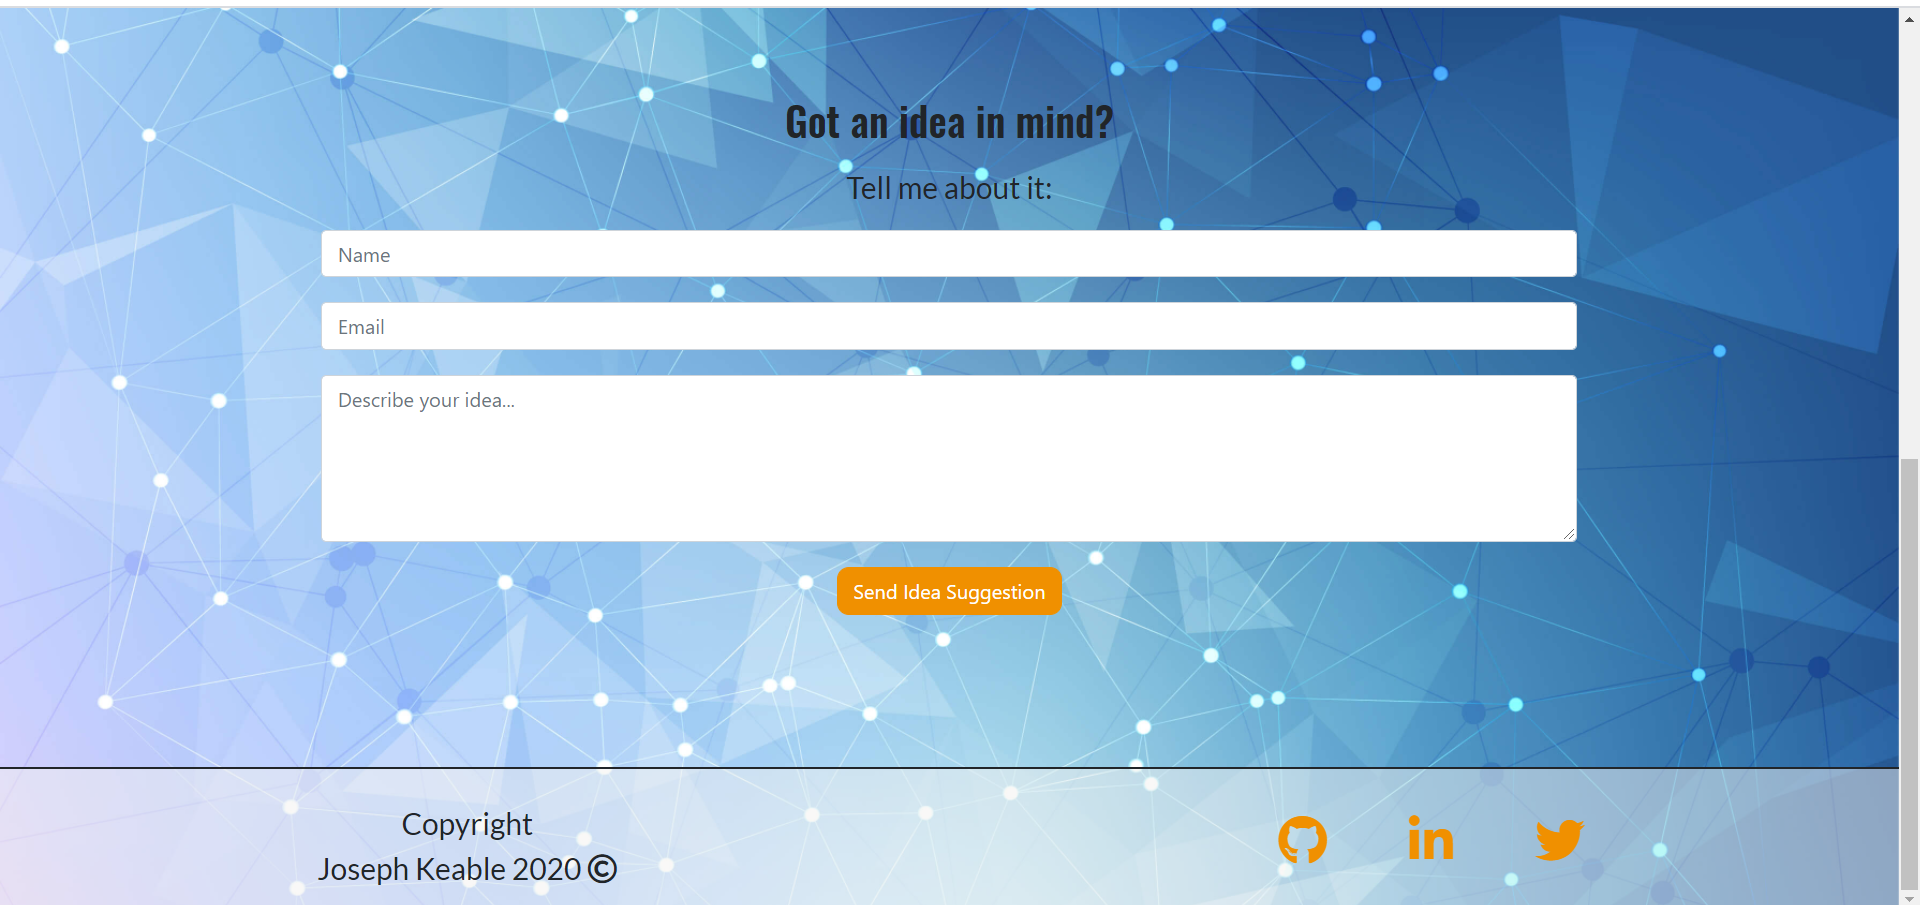 Got an idea in mind?
Tell me about it:
Name
Email
Describe your idea...
Send Idea Suggestion
Copyright
Joseph Keable 2020 ©
in